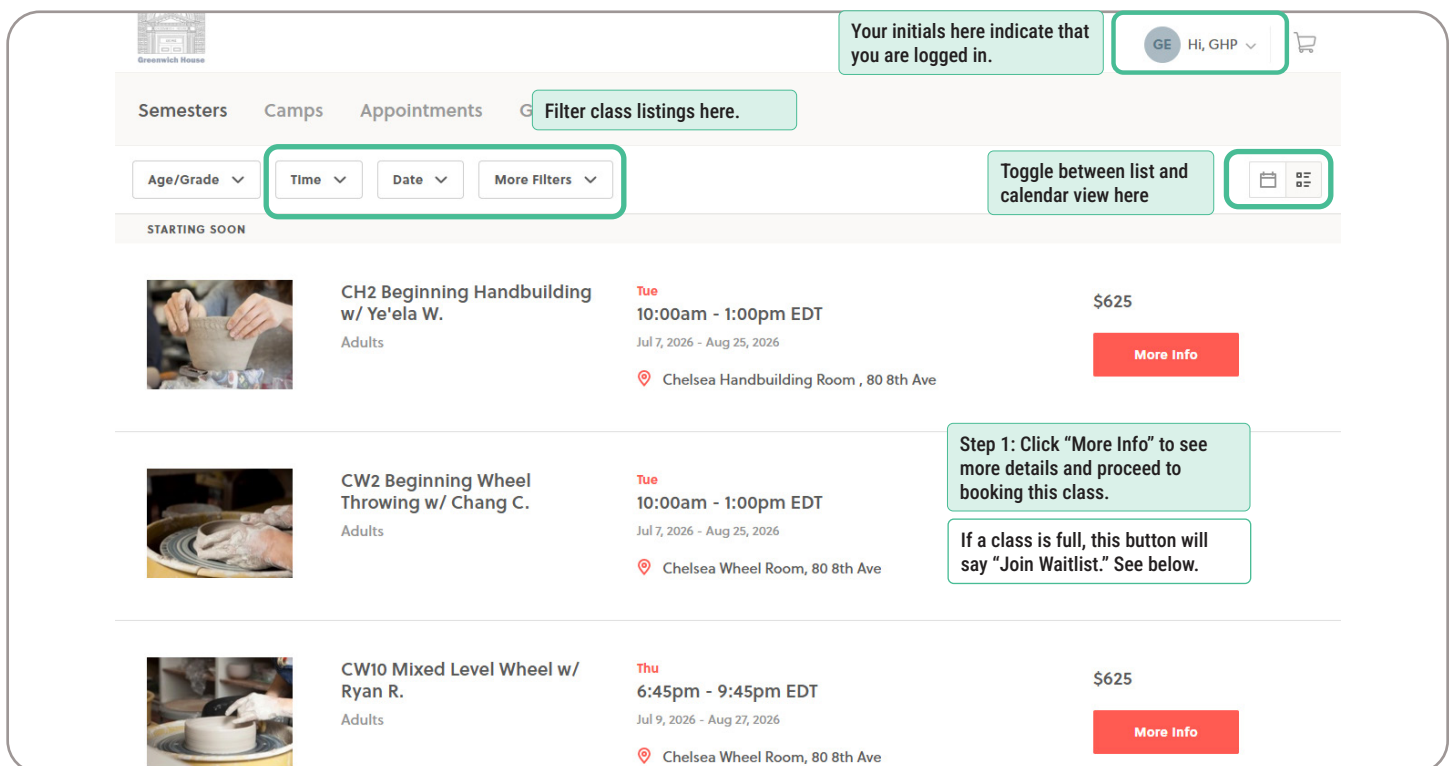 Greenwich House
Your initials here indicate that
you are logged in.
GE Hi, GHP
Semesters Camps Appointments G
Filter class listings here.
Age/Grade Time Date More Filters
Toggle between list and
calendar view here
STARTING SOON
CH2 Beginning Handbuilding
w/ Ye'ela W.
Adults
Tue
10:00am - 1:00pm EDT
Jul 7, 2026 - Aug 25, 2026
Chelsea Handbuilding Room , 80 8th Ave
$625
More Info
CW2 Beginning Wheel
Throwing w/ Chang C.
Adults
Tue
10:00am - 1:00pm EDT
Jul 7, 2026 - Aug 25, 2026
Chelsea Wheel Room, 80 8th Ave
Step 1: Click “More Info” to see
more details and proceed to
booking this class.
If a class is full, this button will
say “Join Waitlist.” See below.
CW10 Mixed Level Wheel w/
Ryan R.
Adults
Thu
6:45pm - 9:45pm EDT
Jul 9, 2026 - Aug 27, 2026
Chelsea Wheel Room, 80 8th Ave
$625
More Info